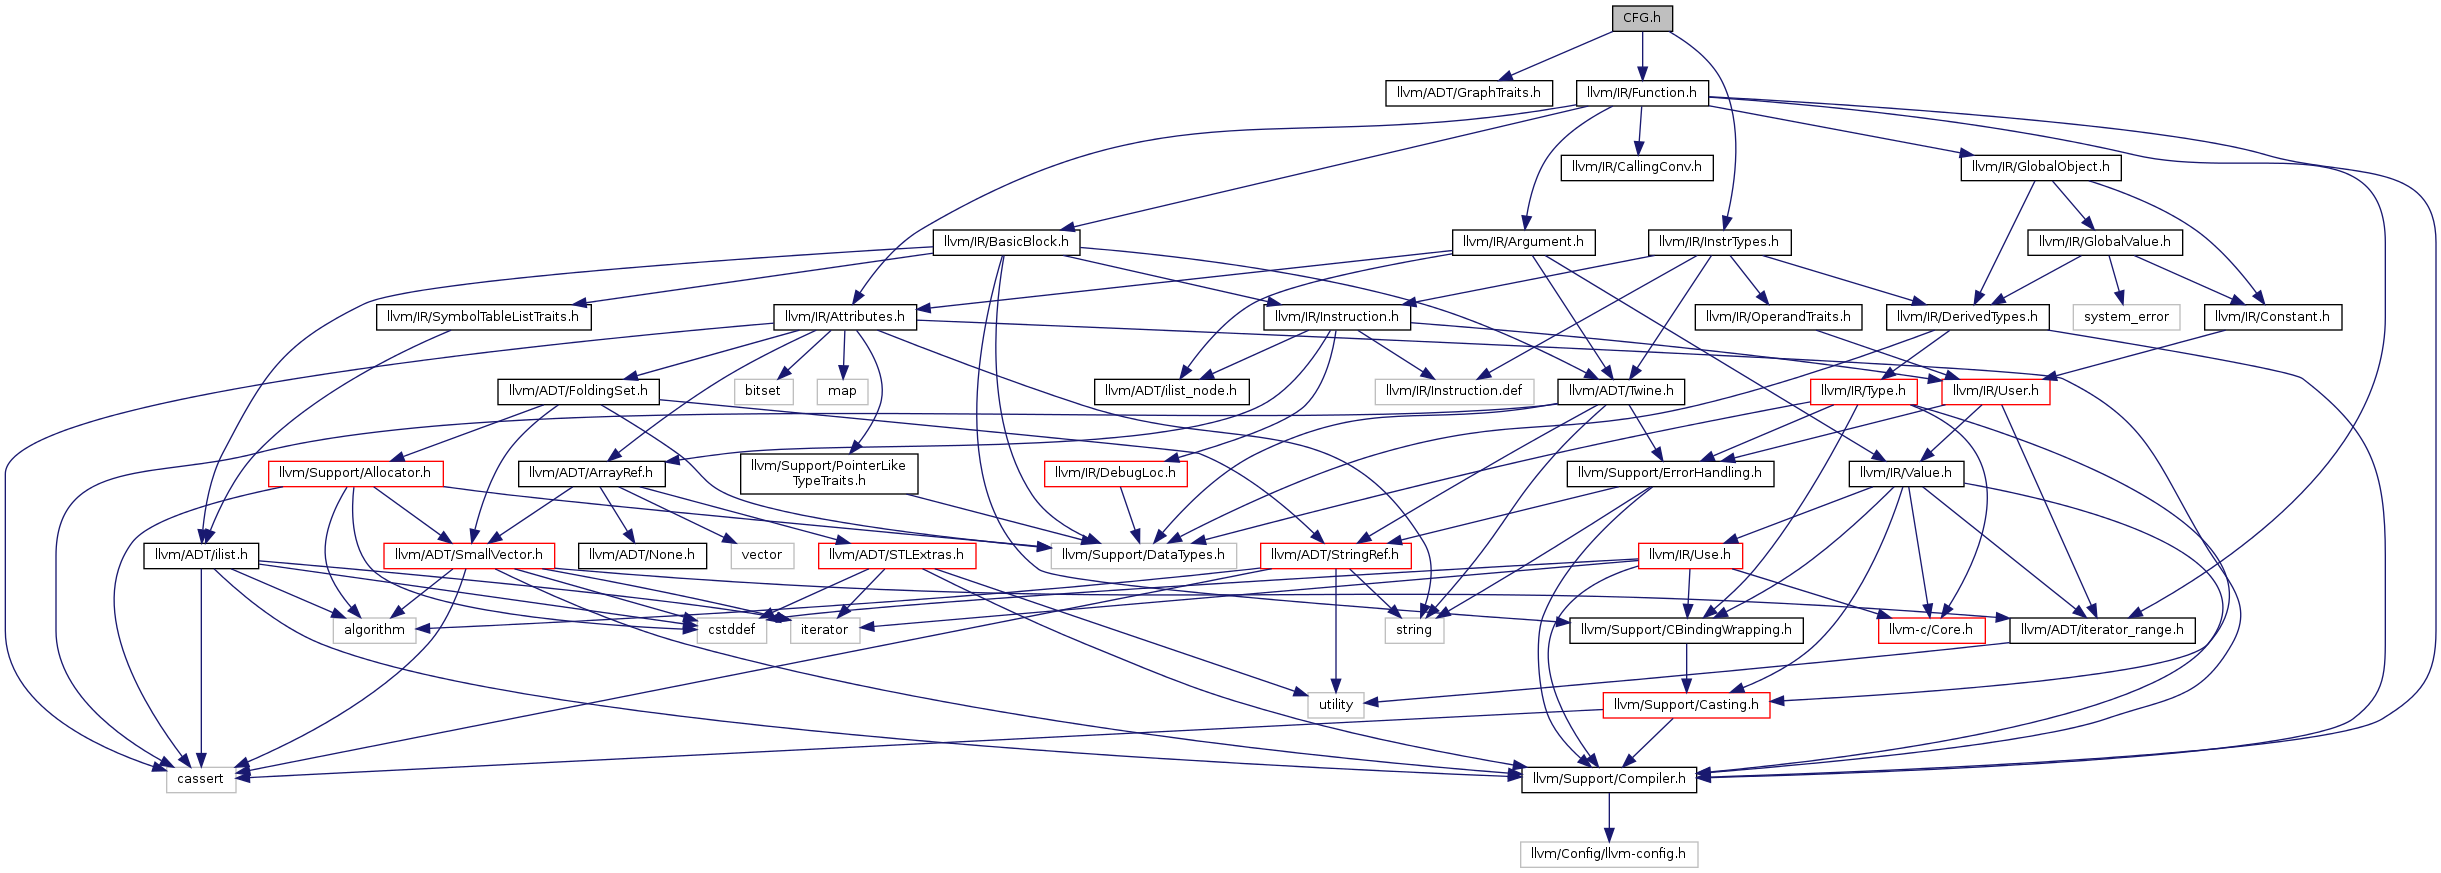 CFG.h
llvm/ADT/GraphTraits.h
llvm/IR/Function.h
llvm/IR/CallingConv.h
llvm/IR/GlobalObject.h
llvm/IR/BasicBlock.h
llvm/IR/Argument.h
llvm/IR/InstrTypes.h
llvm/IR/GlobalValue.h
llvm/IR/SymbolTableListTraits.h
llvm/IR/Attributes.h
llvm/IR/Instruction.h
llvm/IR/OperandTraits.h
llvm/IR/DerivedTypes.h
system_error
llvm/IR/Constant.h
llvm/ADT/FoldingSet.h
bitset
map
llvm/ADT/ilist_node.h
llvm/IR/Instruction.def
llvm/ADT/Twine.h
llvm/IR/Type.h
llvm/IR/User.h
llvm/Support/Allocator.h
llvm/ADT/ArrayRef.h
llvm/Support/PointerLike
TypeTraits.h
llvm/IR/DebugLoc.h
llvm/Support/ErrorHandling.h
llvm/IR/Value.h
llvm/ADT/ilist.h
llvm/ADT/SmallVector.h
llvm/ADT/None.h
vector
llvm/ADT/STLExtras.h
llvm/Support/DataTypes.h
llvm/ADT/StringRef.h
llvm/IR/Use.h
algorithm
cstddef
iterator
string
llvm/Support/CBindingWrapping.h
llvm-c/Core.h
llvm/ADT/iterator_range.h
utility
llvm/Support/Casting.h
cassert
llvm/Support/Compiler.h
llvm/Config/llvm-config.h